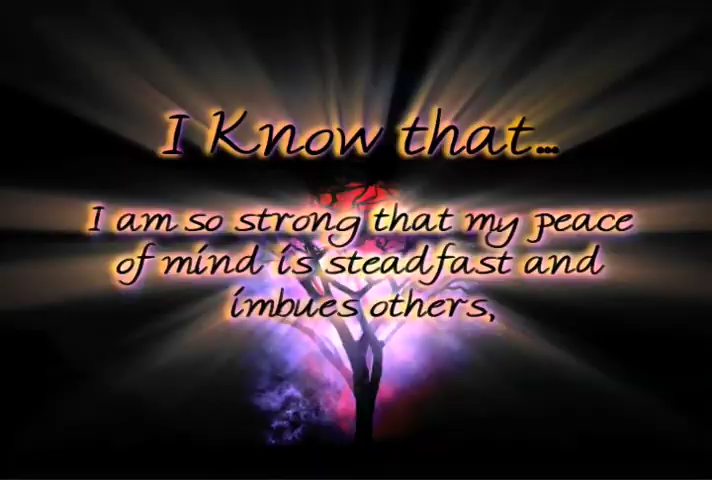 I Know that...
I am so strong that my peace
of mind is steadfast and
imbues others,